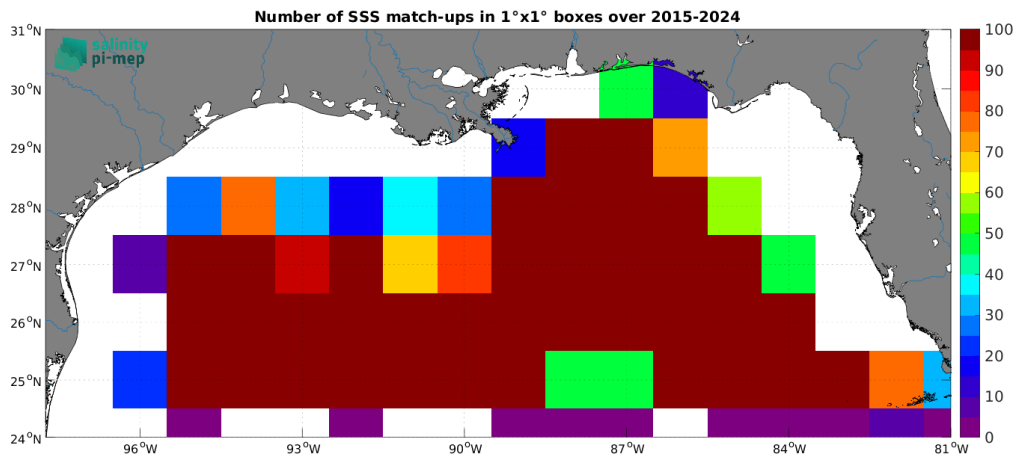 Number of SSS match-ups in 1°x1° boxes over 2015-2024
salinity
pi-mep
31°N
30°N
29°N
28°N
27°N
26°N
25°N
24°N
96°W
93°W
90°W
87°W
84°W
81°W
100
90
80
70
60
50
40
30
20
10
0